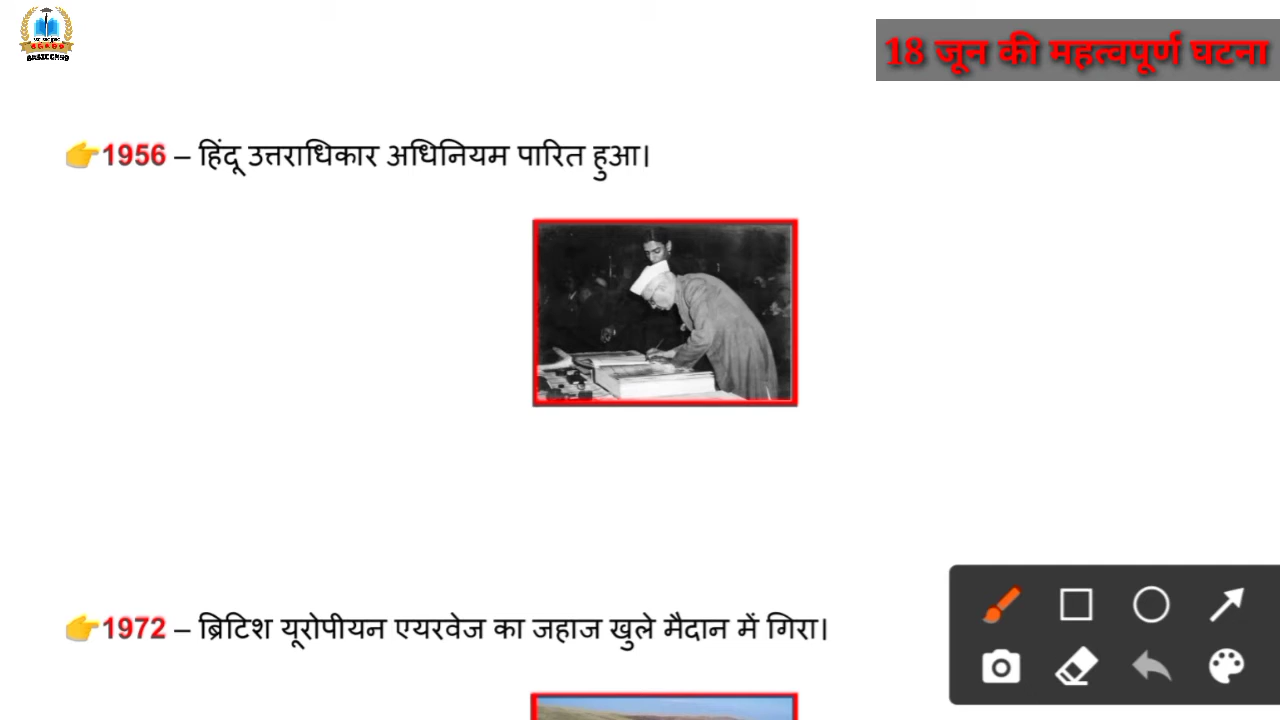 18 जून की महत्वपूर्ण घटना
👉1956 – हिंदू उत्तराधिकार अधिनियम पारित हुआ।
👉1972 – ब्रिटिश यूरोपीयन एयरवेज का जहाज खुले मैदान में गिरा।